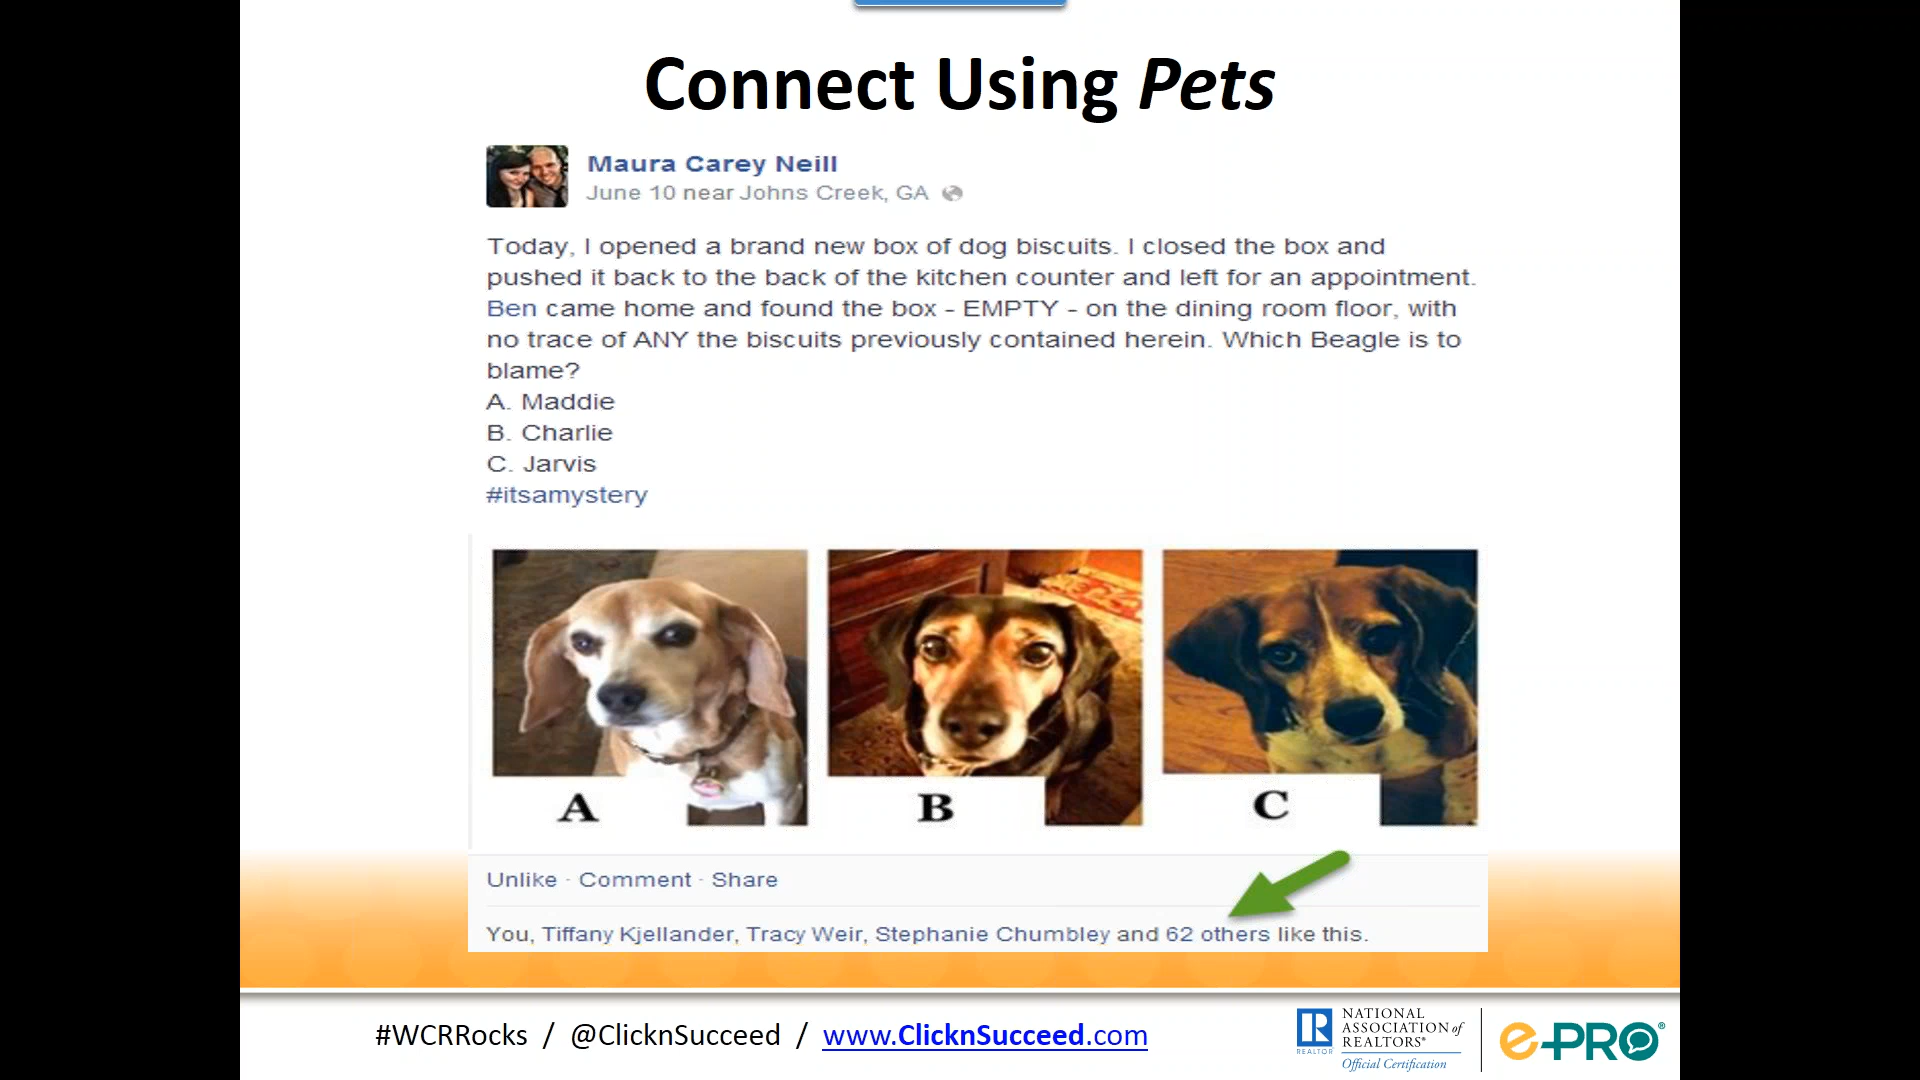 Connect Using Pets
Maura Carey Neill
June 10 near Johns Creek, GA
Today, I opened a brand new box of dog biscuits. I closed the box and
pushed it back to the back of the kitchen counter and left for an appointment.
Ben came home and found the box - EMPTY - on the dining room floor, with
no trace of ANY the biscuits previously contained herein. Which Beagle is to
blame?
A. Maddie
B. Charlie
C. Jarvis
#itsamystery
A B C
Unlike · Comment · Share
You, Tiffany Kjellander, Tracy Weir, Stephanie Chumbley and 62 others like this.
#WCRRocks / @ClicknSucceed / www.ClicknSucceed.com
REALTOR
NATIONAL
ASSOCIATION of
REALTORS®
Official Certification
e-PRO®